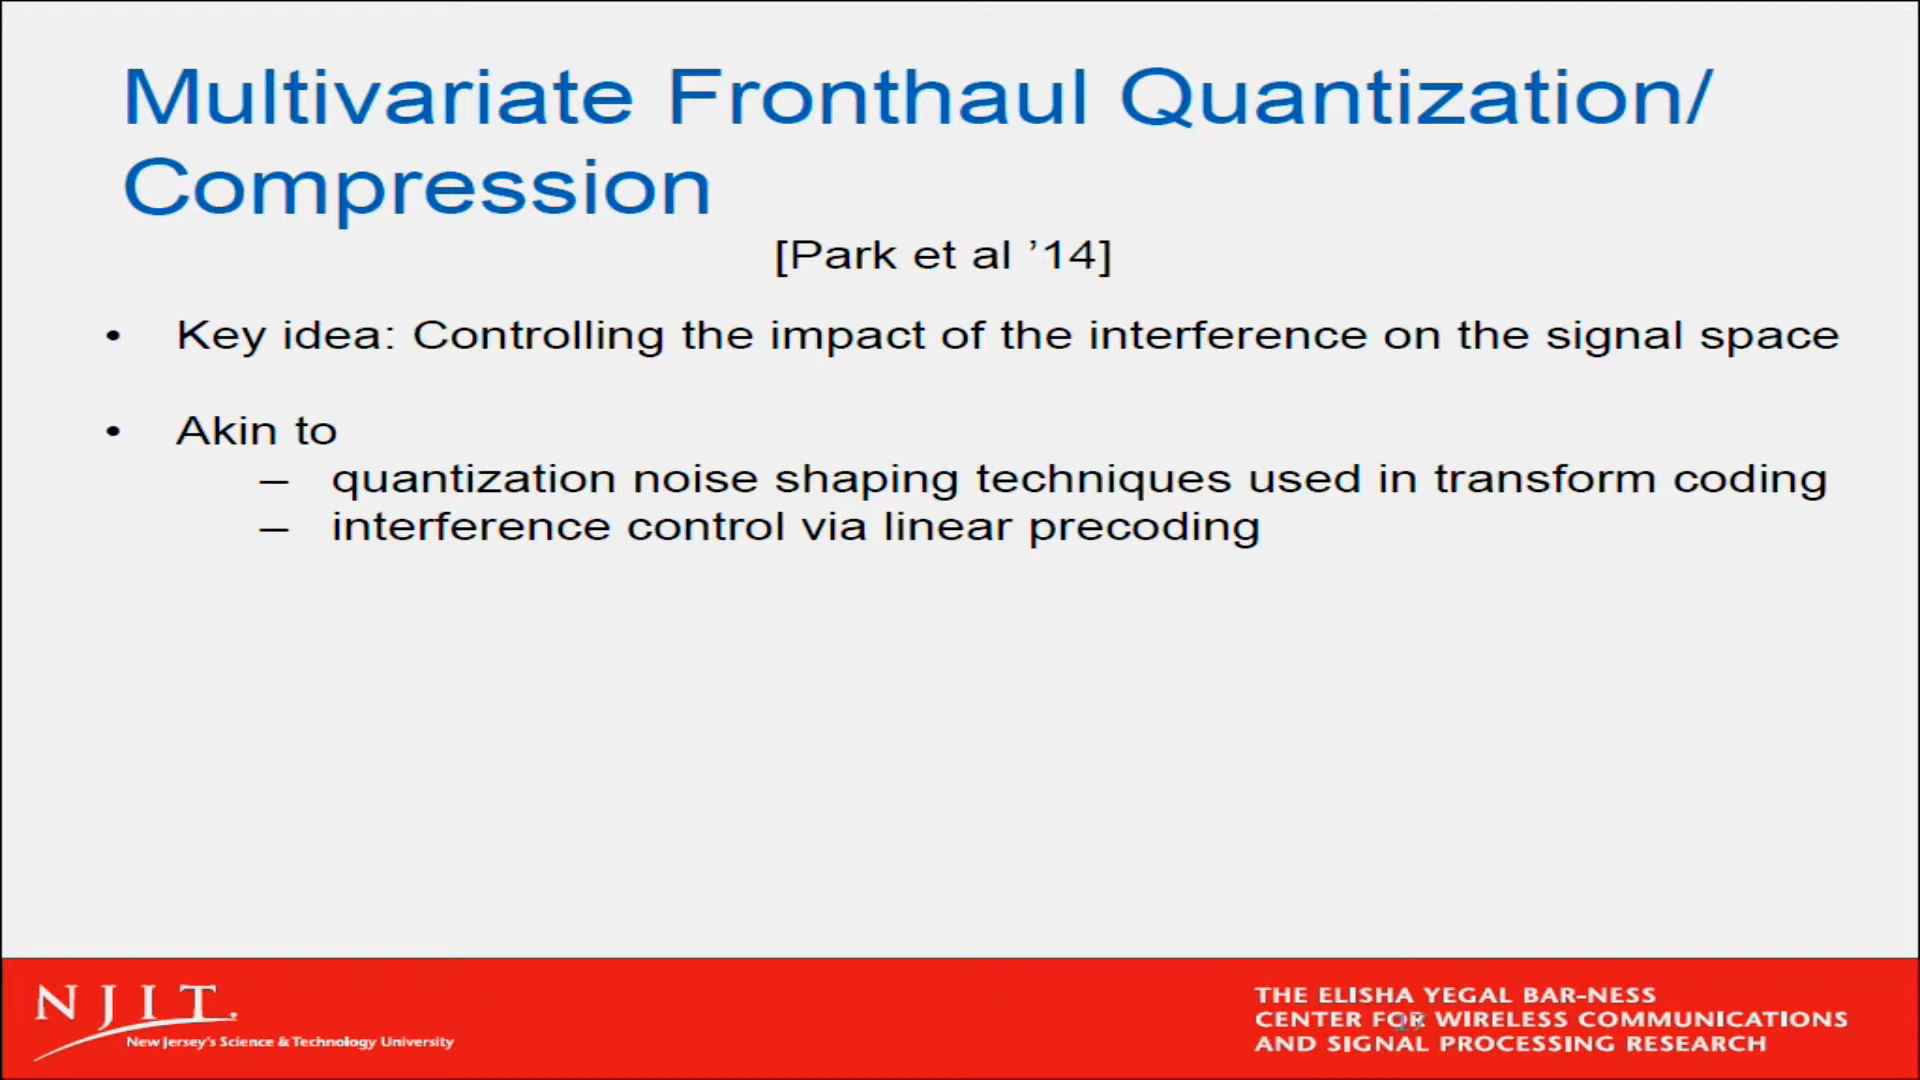 Multivariate Fronthaul Quantization/
Compression
[Park et al ’14]
• Key idea: Controlling the impact of the interference on the signal space
• Akin to
– quantization noise shaping techniques used in transform coding
– interference control via linear precoding
NJIT.
New Jersey's Science & Technology University
THE ELISHA YEGAL BAR-NESS
CENTER FOR WIRELESS COMMUNICATIONS
AND SIGNAL PROCESSING RESEARCH